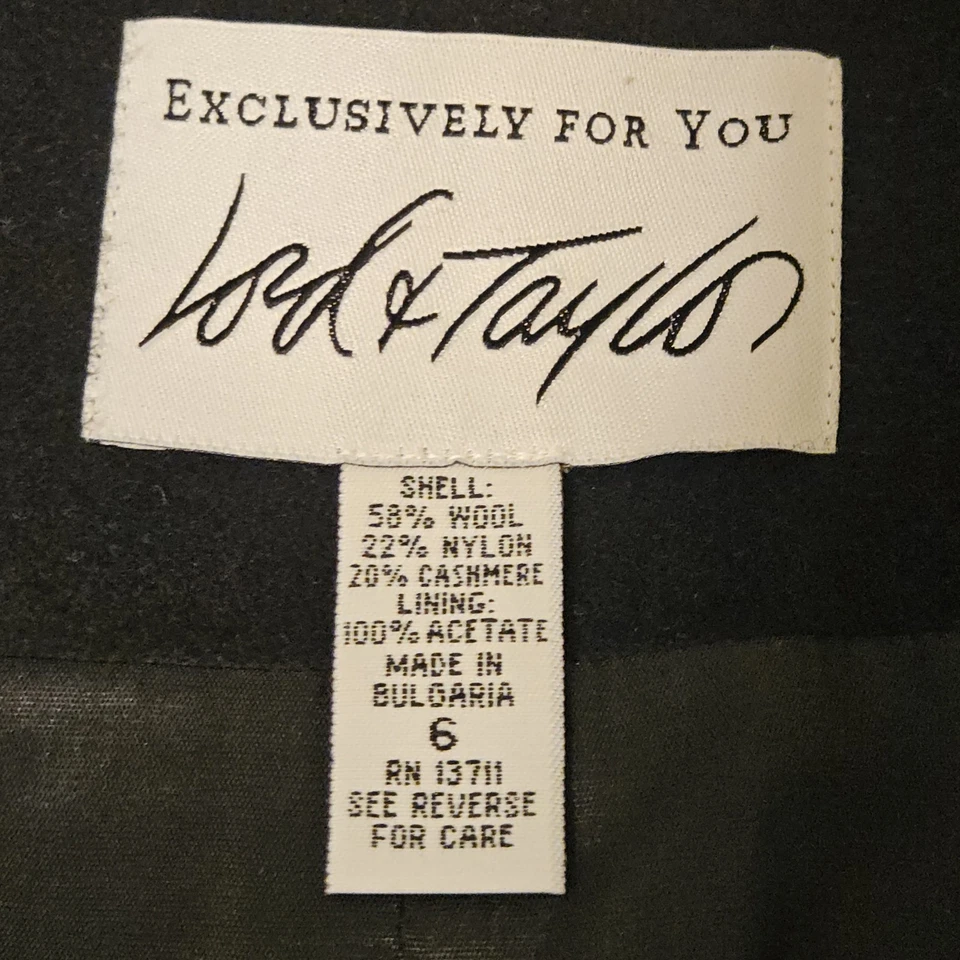 EXCLUSIVELY FOR YOU
Lord & Taylor
SHELL:
58% WOOL
22% NYLON
20% CASHMERE
LINING:
100% ACETATE
MADE IN
BULGARIA
6
RN 13711
SEE REVERSE
FOR CARE